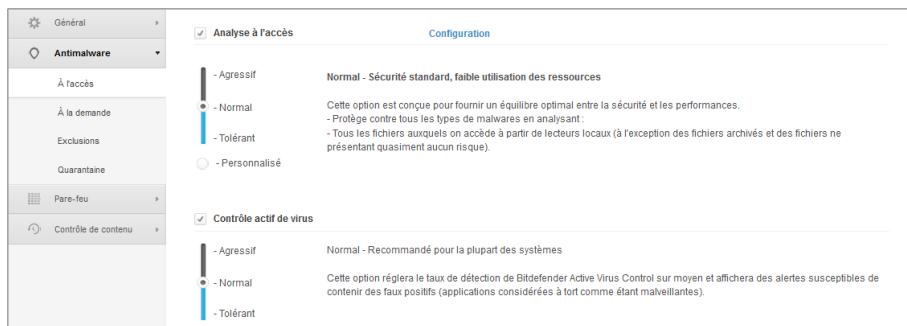 Général
Antimalware
À l'accès
À la demande
Exclusions
Quarantaine
Pare-feu
Contrôle de contenu
Analyse à l'accès
Configuration
- Agressif
- Normal
- Tolérant
- Personnalisé
Normal - Sécurité standard, faible utilisation des ressources
Cette option est conçue pour fournir un équilibre optimal entre la sécurité et les performances.
- Protège contre tous les types de malwares en analysant :
- Tous les fichiers auxquels on accède à partir de lecteurs locaux (à l'exception des fichiers archivés et des fichiers ne
présentant quasiment aucun risque).
Contrôle actif de virus
- Agressif
- Normal
- Tolérant
Normal - Recommandé pour la plupart des systèmes
Cette option réglera le taux de détection de Bitdefender Active Virus Control sur moyen et affichera des alertes susceptibles de
contenir des faux positifs (applications considérées à tort comme étant malveillantes).